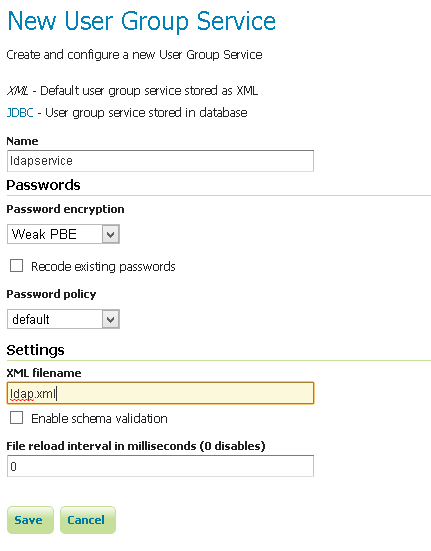 New User Group Service
Create and configure a new User Group Service
XML - Default user group service stored as XML
JDBC - User group service stored in database
Name
ldapservice
Passwords
Password encryption
Weak PBE
Recode existing passwords
Password policy
default
Settings
XML filename
ldap.xml
Enable schema validation
File reload interval in milliseconds (0 disables)
0
Save Cancel